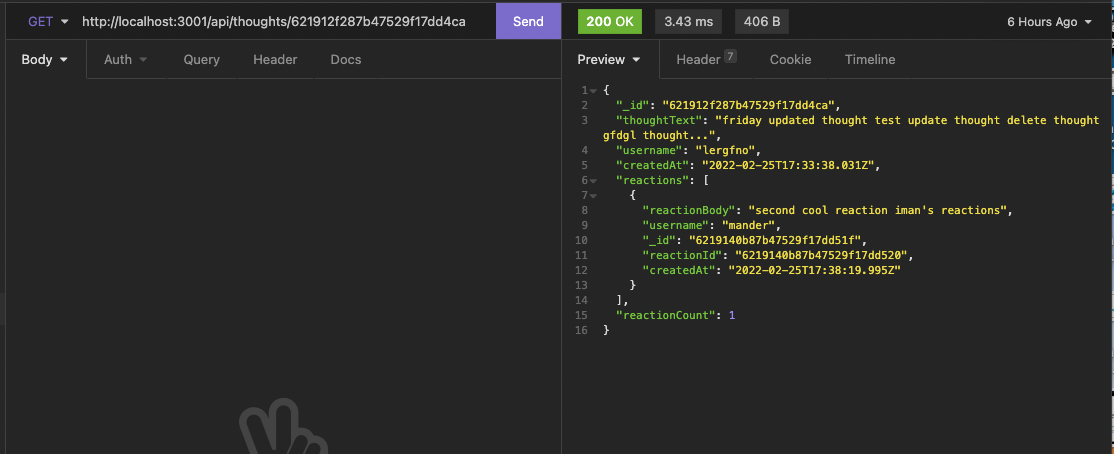 GET http://localhost:3001/api/thoughts/621912f287b47529f17dd4ca Send 200 OK 3.43 ms 406 B 6 Hours Ago
Body Auth Query Header Docs Preview Header 7 Cookie Timeline
1 {
2 "_id": "621912f287b47529f17dd4ca",
3 "thoughtText": "friday updated thought test update thought delete thought
gfdgl thought...",
4 "username": "lergfno",
5 "createdAt": "2022-02-25T17:33:38.031Z",
6 "reactions": [
7 {
8 "reactionBody": "second cool reaction iman's reactions",
9 "username": "mander",
10 "_id": "6219140b87b47529f17dd51f",
11 "reactionId": "6219140b87b47529f17dd520",
12 "createdAt": "2022-02-25T17:38:19.995Z"
13 }
14 ],
15 "reactionCount": 1
16 }